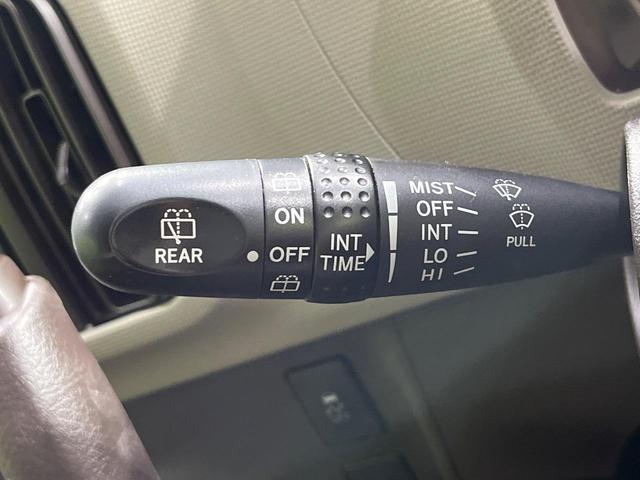 REAR
ON
OFF
INT
TIME
MIST
OFF
INT
LO
HI
PULL